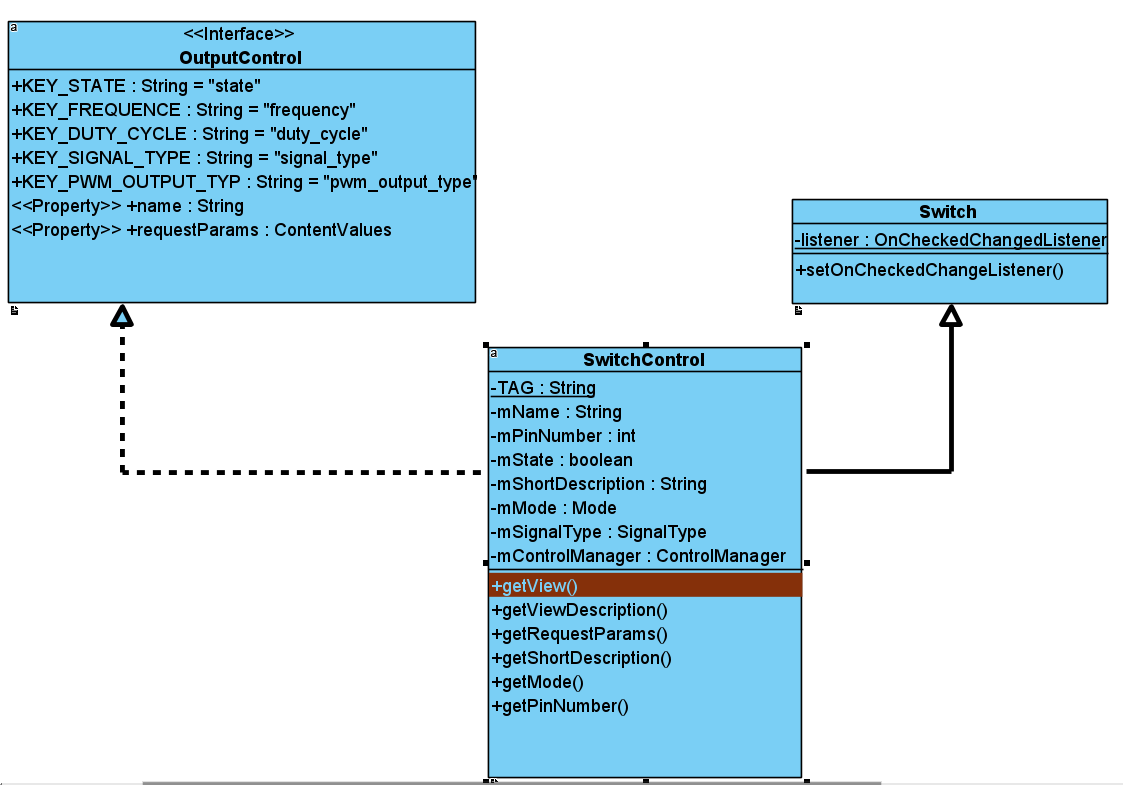 a
<<Interface>>
OutputControl
+KEY_STATE : String = "state"
+KEY_FREQUENCE : String = "frequency"
+KEY_DUTY_CYCLE : String = "duty_cycle"
+KEY_SIGNAL_TYPE : String = "signal_type"
+KEY_PWM_OUTPUT_TYP : String = "pwm_output_type"
<<Property>> +name : String
<<Property>> +requestParams : ContentValues
Switch
-listener : OnCheckedChangedListener
+setOnCheckedChangeListener()
a
SwitchControl
-TAG : String
-mName : String
-mPinNumber : int
-mState : boolean
-mShortDescription : String
-mMode : Mode
-mSignalType : SignalType
-mControlManager : ControlManager
+getView()
+getViewDescription()
+getRequestParams()
+getShortDescription()
+getMode()
+getPinNumber()